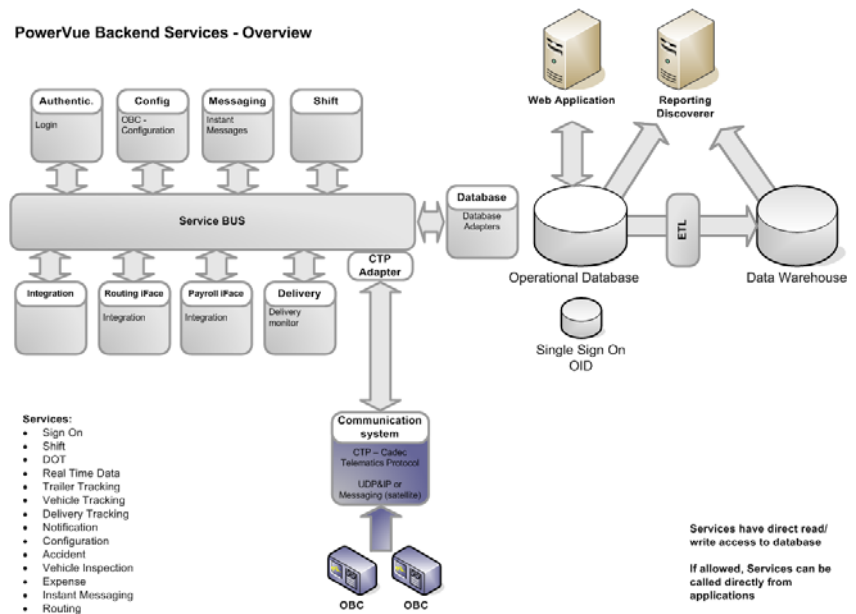 PowerVue Backend Services - Overview
Web Application
Reporting
Discoverer
Authentic.
Login
Config
OBC -
Configuration
Messaging
Instant
Messages
Shift
Service BUS
Database
Database
Adapters
ETL
Operational Database
Data Warehouse
CTP
Adapter
Integration
Routing iFace
Integration
Payroll iFace
Integration
Delivery
Delivery
monitor
Single Sign On
OID
Communication
system
CTP – Cadec
Telematics Protocol
UDP&IP or
Messaging (satellite)
OBC
OBC
Services:
• Sign On
• Shift
• DOT
• Real Time Data
• Trailer Tracking
• Vehicle Tracking
• Delivery Tracking
• Notification
• Configuration
• Accident
• Vehicle Inspection
• Expense
• Instant Messaging
• Routing
Services have direct read/
write access to database
If allowed, Services can be
called directly from
applications